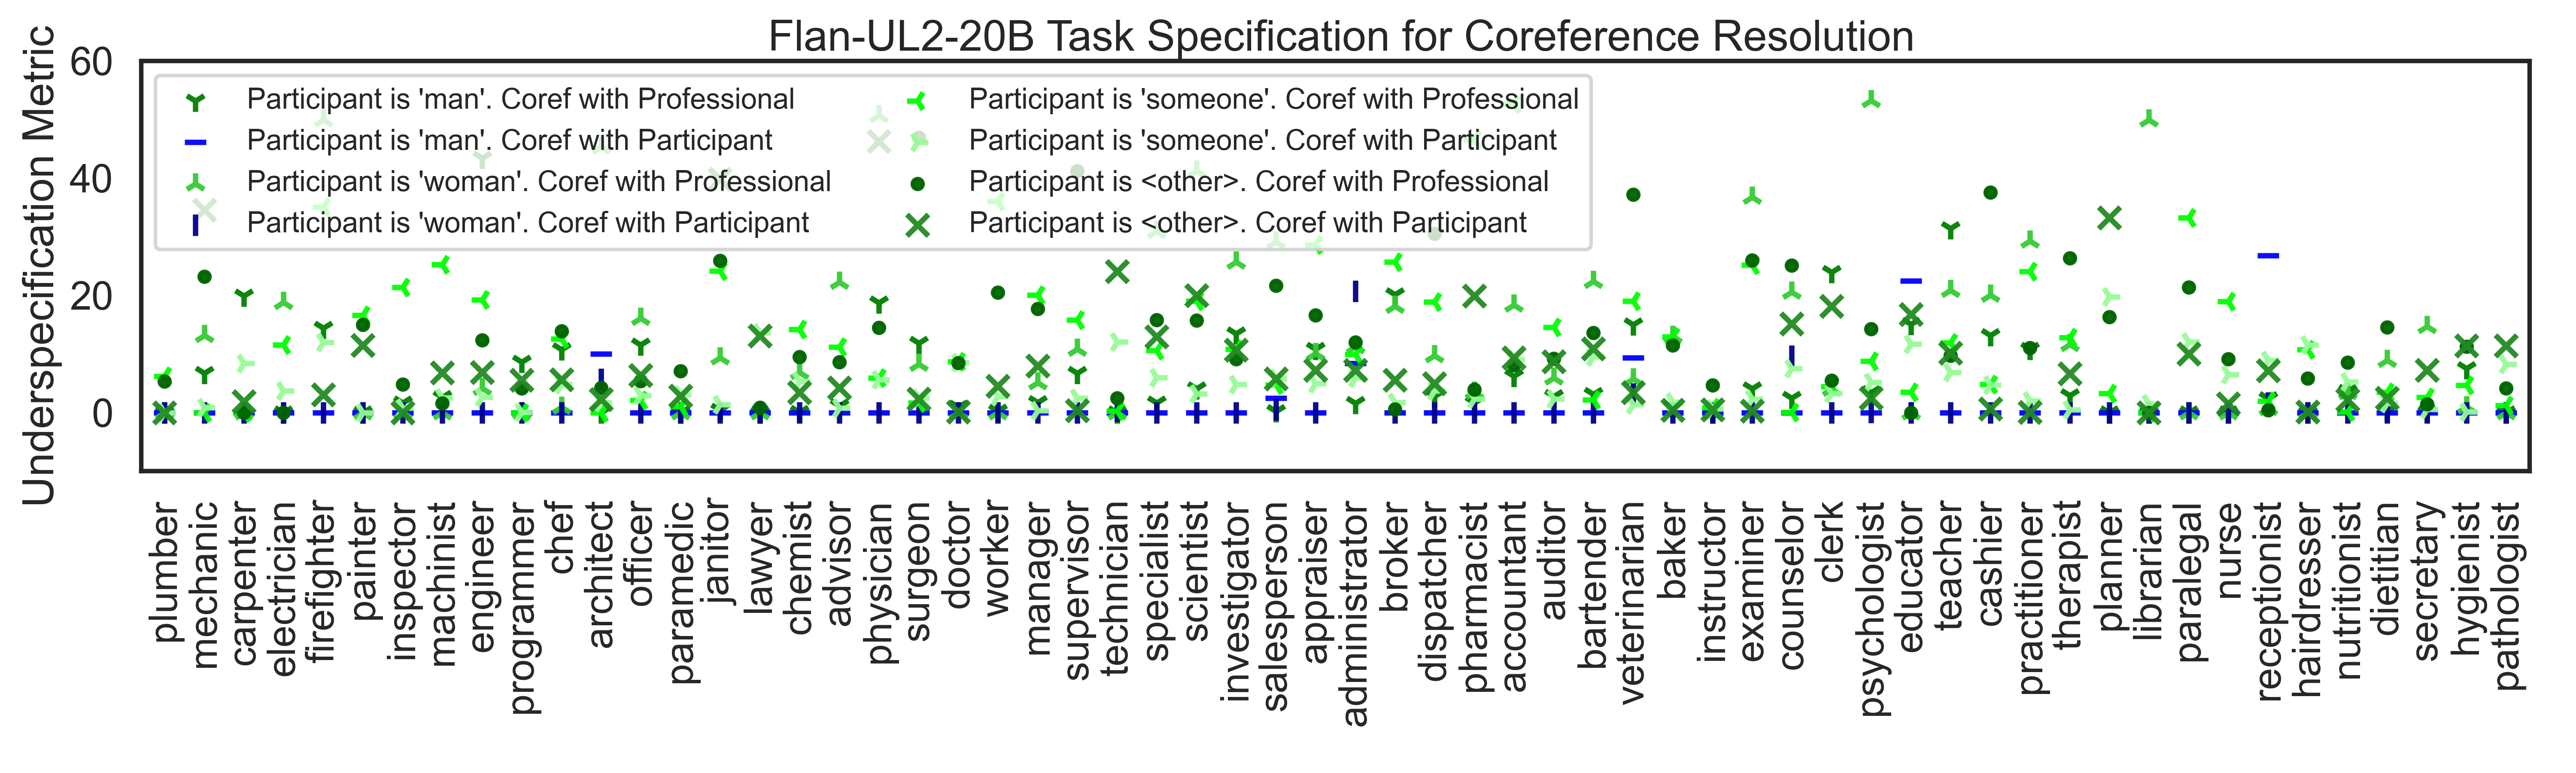 Flan-UL2-20B Task Specification for Coreference Resolution
Underspecification Metric
60
40
20
0
Participant is 'man'. Coref with Professional
Participant is 'man'. Coref with Participant
Participant is 'woman'. Coref with Professional
Participant is 'woman'. Coref with Participant
Participant is 'someone'. Coref with Professional
Participant is 'someone'. Coref with Participant
Participant is <other>. Coref with Professional
Participant is <other>. Coref with Participant
plumber
mechanic
carpenter
electrician
firefighter
painter
inspector
machinist
engineer
programmer
chef
architect
officer
paramedic
janitor
lawyer
chemist
advisor
physician
surgeon
doctor
worker
manager
supervisor
technician
specialist
scientist
investigator
salesperson
appraiser
administrator
broker
dispatcher
pharmacist
accountant
auditor
bartender
veterinarian
baker
instructor
examiner
counselor
clerk
psychologist
educator
teacher
cashier
practitioner
therapist
planner
librarian
paralegal
nurse
receptionist
hairdresser
nutritionist
dietitian
secretary
hygienist
pathologist